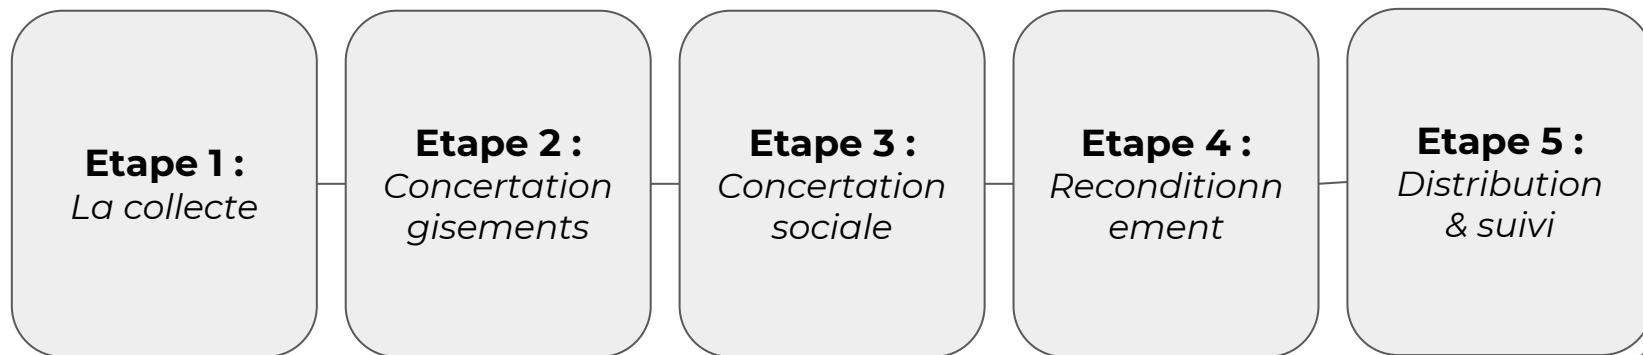 Etape 1 :
La collecte
Etape 2 :
Concertation
gisements
Etape 3 :
Concertation
sociale
Etape 4 :
Reconditionn
ement
Etape 5 :
Distribution
& suivi